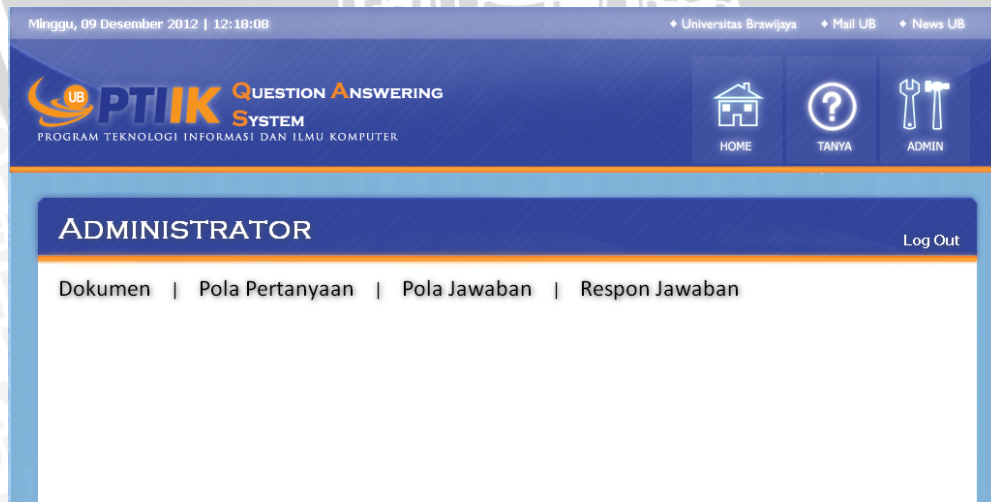 Minggu, 09 Desember 2012 | 12:18:08
Universitas Brawijaya Mail UB News UB
UB PTIIK QUESTION ANSWERING SYSTEM
PROGRAM TEKNOLOGI INFORMASI DAN ILMU KOMPUTER
HOME TANYA ADMIN
ADMINISTRATOR
Log Out
Dokumen | Pola Pertanyaan | Pola Jawaban | Respon Jawaban